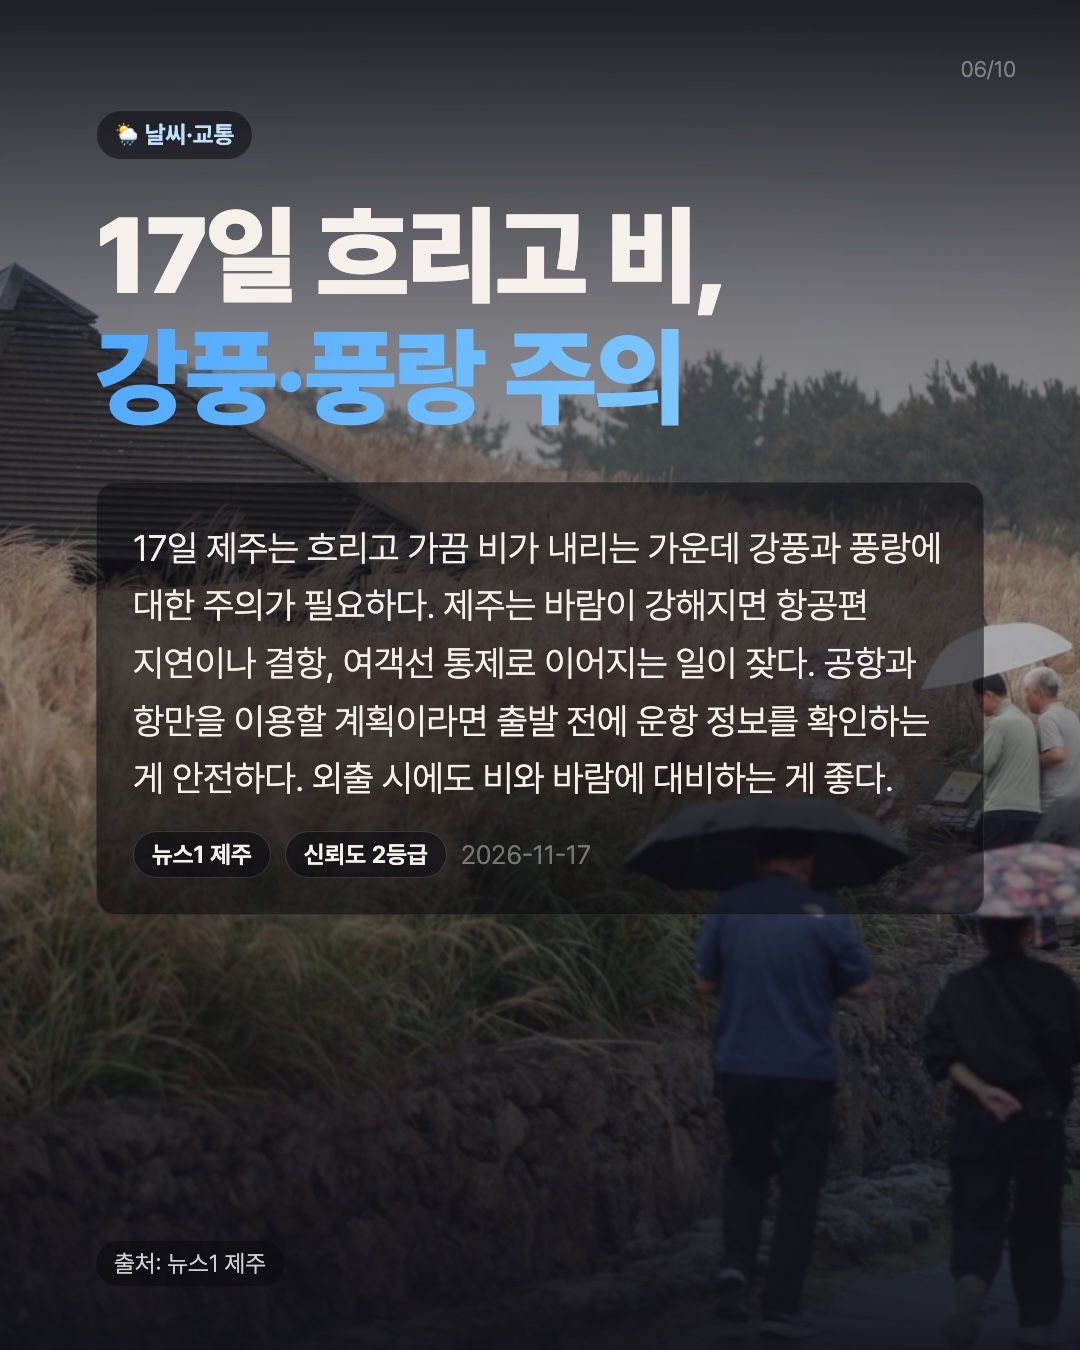 06/10
날씨·교통
17일 흐리고 비,
강풍·풍랑 주의
17일 제주는 흐리고 가끔 비가 내리는 가운데 강풍과 풍랑에
대한 주의가 필요하다. 제주는 바람이 강해지면 항공편
지연이나 결항, 여객선 통제로 이어지는 일이 잦다. 공항과
항만을 이용할 계획이라면 출발 전에 운항 정보를 확인하는
게 안전하다. 외출 시에도 비와 바람에 대비하는 게 좋다.
뉴스1 제주 신뢰도 2등급 2026-11-17
출처: 뉴스1 제주